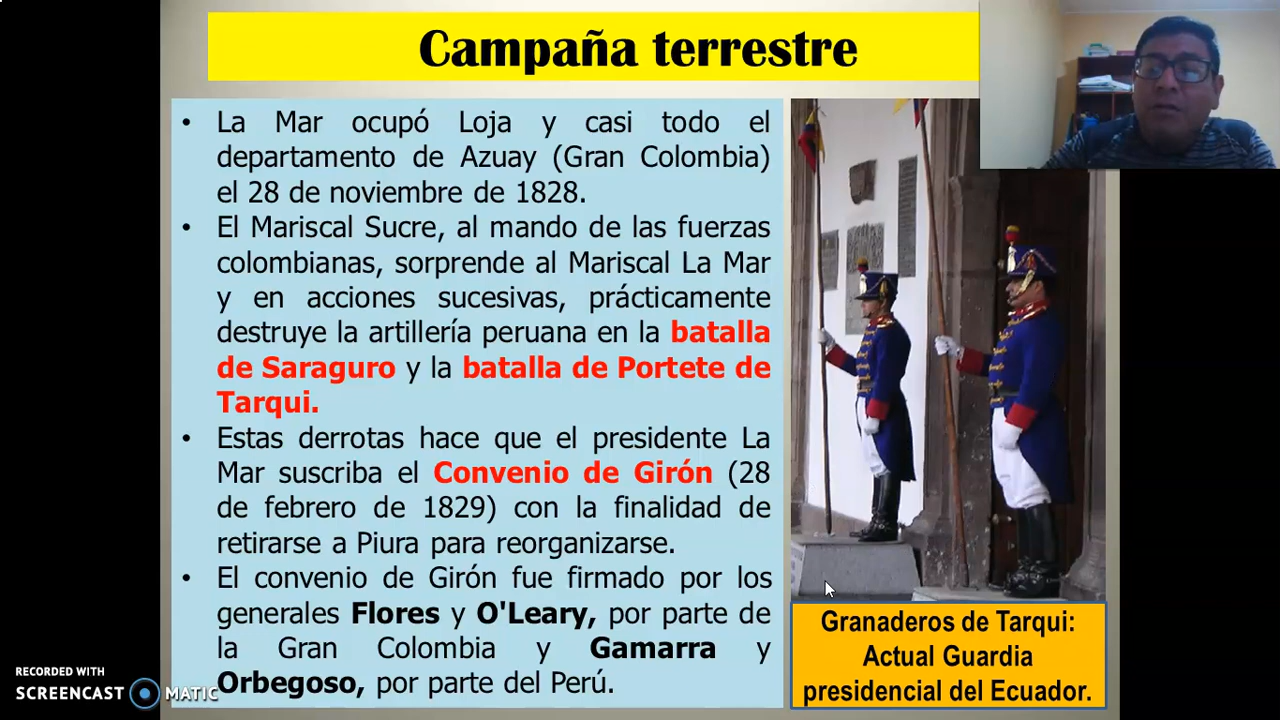 Campaña terrestre
• La Mar ocupó Loja y casi todo el
departamento de Azuay (Gran Colombia)
el 28 de noviembre de 1828.
• El Mariscal Sucre, al mando de las fuerzas
colombianas, sorprende al Mariscal La Mar
y en acciones sucesivas, prácticamente
destruye la artillería peruana en la batalla
de Saraguro y la batalla de Portete de
Tarqui.
• Estas derrotas hace que el presidente La
Mar suscriba el Convenio de Girón (28
de febrero de 1829) con la finalidad de
retirarse a Piura para reorganizarse.
• El convenio de Girón fue firmado por los
generales Flores y O'Leary, por parte de
la Gran Colombia y Gamarra y
Orbegoso, por parte del Perú.
Granaderos de Tarqui:
Actual Guardia
presidencial del Ecuador.
RECORDED WITH
SCREENCAST MATIC